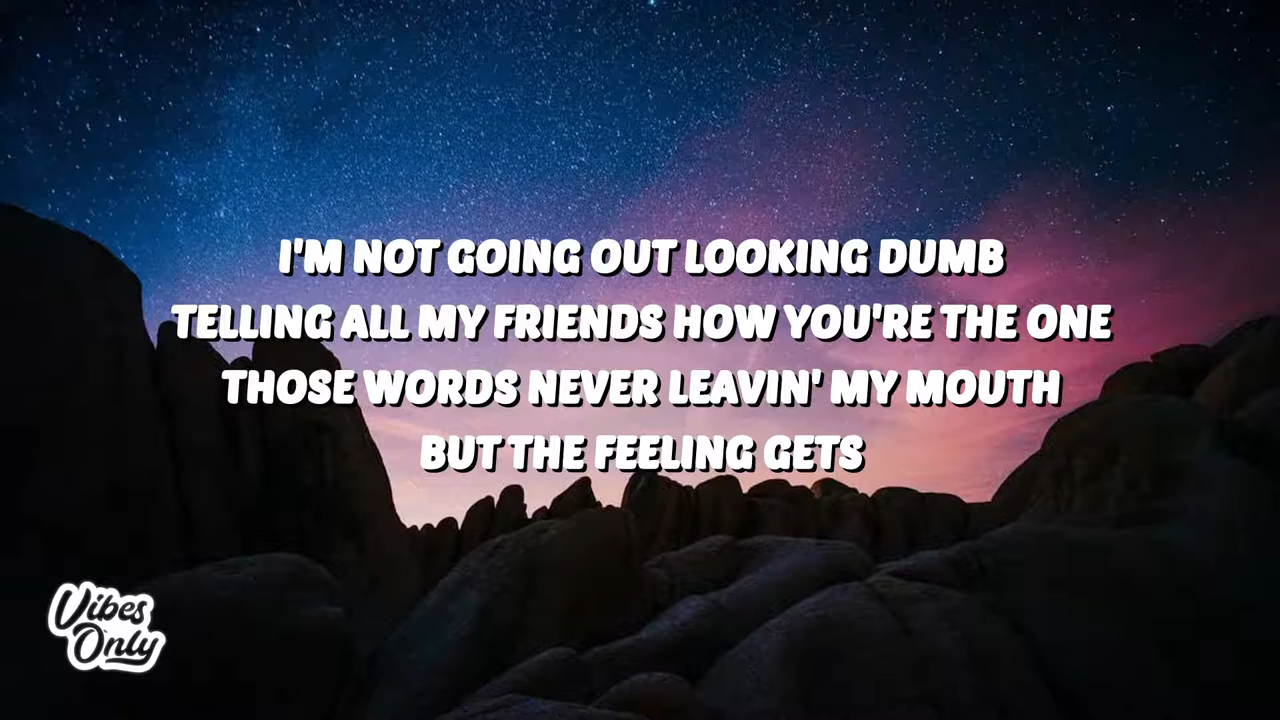 I'M NOT GOING OUT LOOKING DUMB
TELLING ALL MY FRIENDS HOW YOU'RE THE ONE
THOSE WORDS NEVER LEAVIN' MY MOUTH
BUT THE FEELING GETS
Vibes
Only